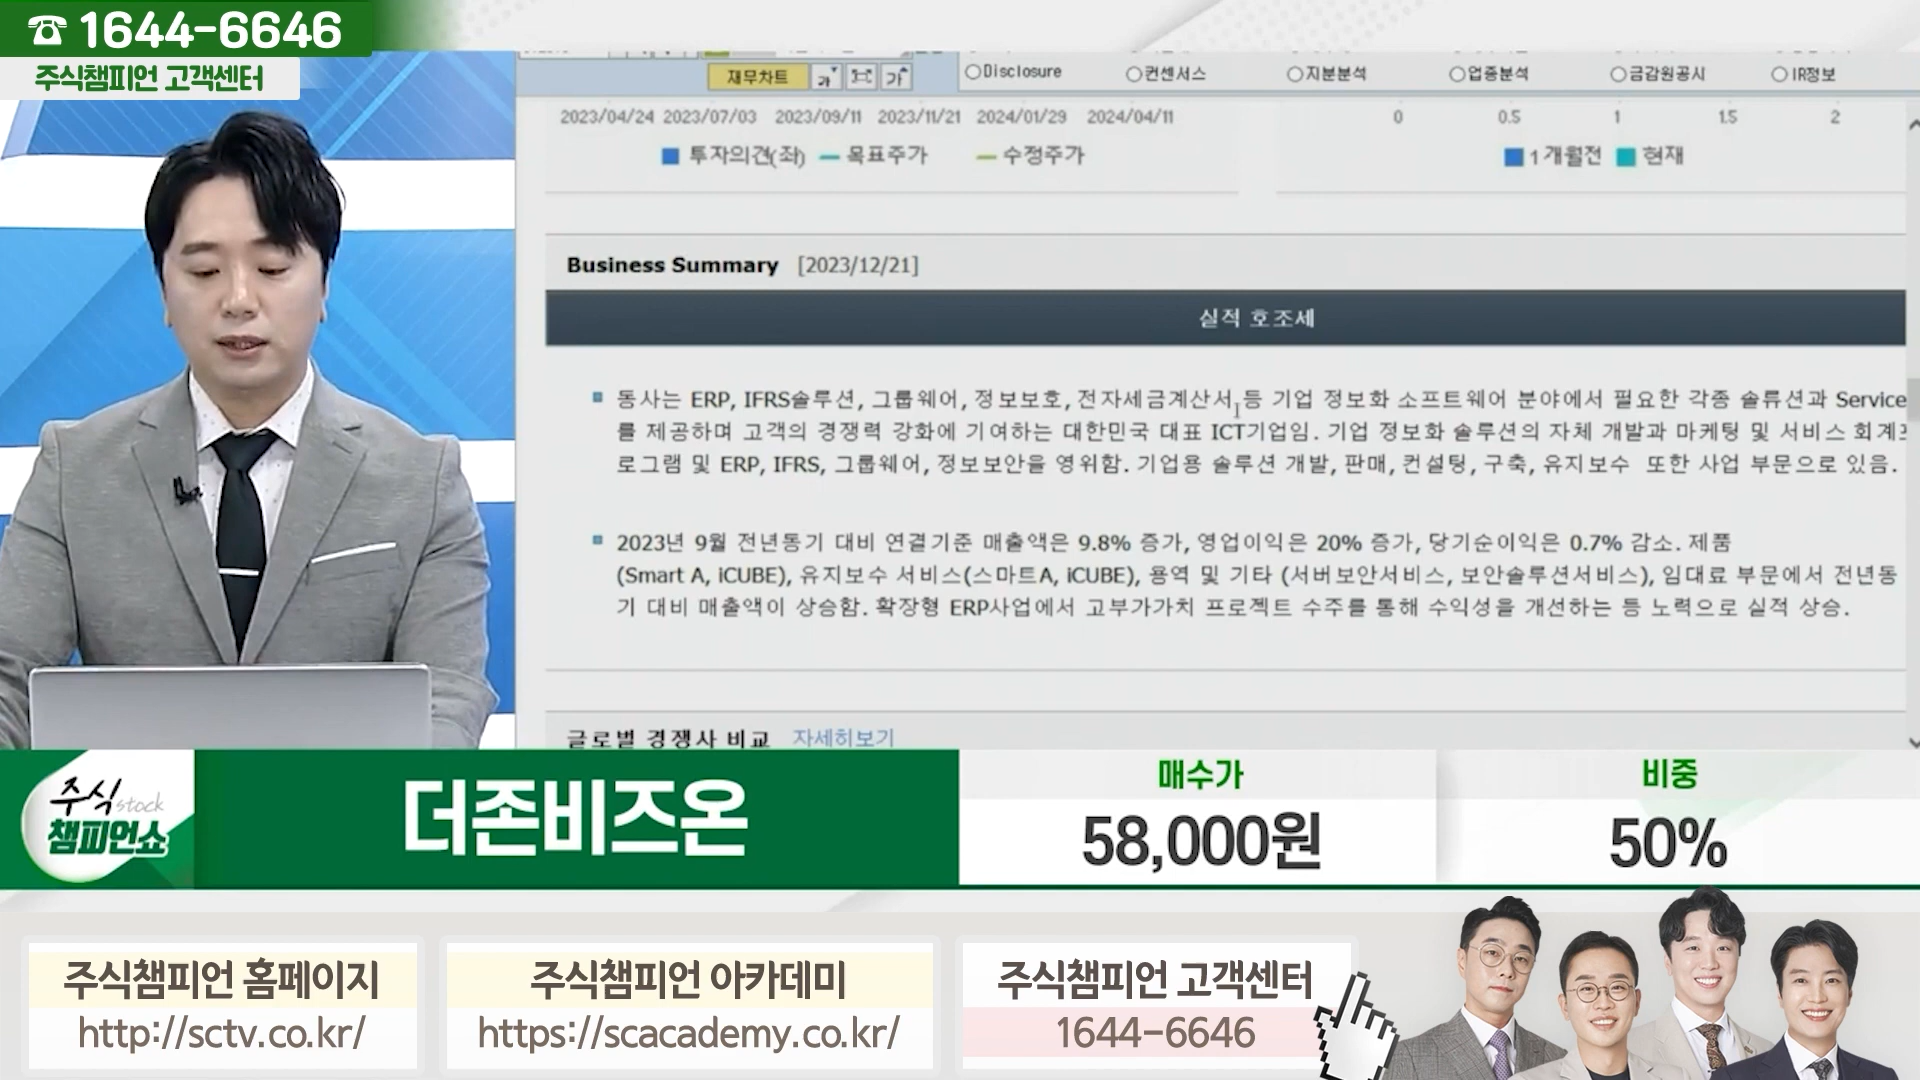 ☎ 1644-6646
주식챔피언 고객센터
재무차트
가
가
Disclosure
컨센서스
지분분석
업종분석
금감원공시
IR정보
2023/04/24 2023/07/03 2023/09/11 2023/11/21 2024/01/29 2024/04/11
투자의견(좌) 목표주가 수정주가
0 0.5 1 1.5 2
1개월전 현재
Business Summary [2023/12/21]
실적 호조세
동사는 ERP, IFRS솔루션, 그룹웨어, 정보보호, 전자세금계산서 등 기업 정보화 소프트웨어 분야에서 필요한 각종 솔류션과 Service
를 제공하며 고객의 경쟁력 강화에 기여하는 대한민국 대표 ICT기업임. 기업 정보화 솔루션의 자체 개발과 마케팅 및 서비스 회계프
로그램 및 ERP, IFRS, 그룹웨어, 정보보안을 영위함. 기업용 솔루션 개발, 판매, 컨설팅, 구축, 유지보수 또한 사업 부문으로 있음.
2023년 9월 전년동기 대비 연결기준 매출액은 9.8% 증가, 영업이익은 20% 증가, 당기순이익은 0.7% 감소. 제품
(Smart A, iCUBE), 유지보수 서비스(스마트A, iCUBE), 용역 및 기타 (서버보안서비스, 보안솔루션서비스), 임대료 부문에서 전년동
기 대비 매출액이 상승함. 확장형 ERP사업에서 고부가가치 프로젝트 수주를 통해 수익성을 개선하는 등 노력으로 실적 상승.
글로벌 경쟁사 비교 자세히보기
주식 stock
챔피언쇼
더존비즈온
매수가
58,000원
비중
50%
주식챔피언 홈페이지
http://sctv.co.kr/
주식챔피언 아카데미
https://scacademy.co.kr/
주식챔피언 고객센터
1644-6646